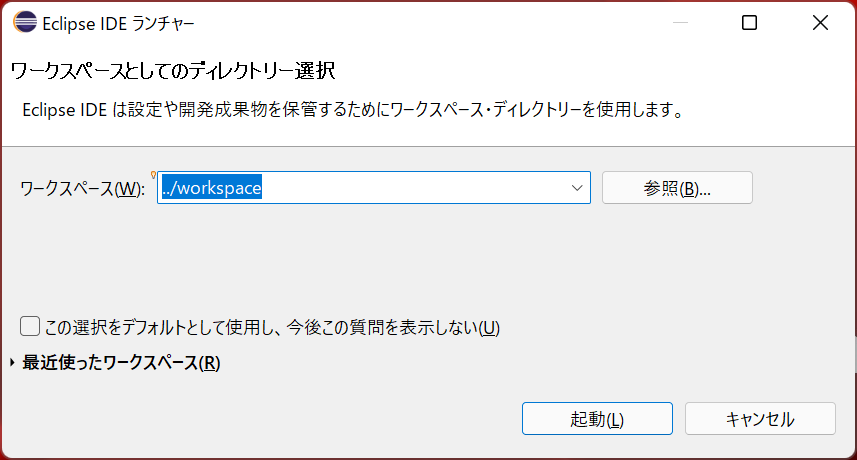 Eclipse IDE ランチャー
ワークスペースとしてのディレクトリー選択
Eclipse IDE は設定や開発成果物を保管するためにワークスペース・ディレクトリーを使用します。
ワークスペース(W): ../workspace 参照(B)...
この選択をデフォルトとして使用し、今後この質問を表示しない(U)
最近使ったワークスペース(R)
起動(L) キャンセル